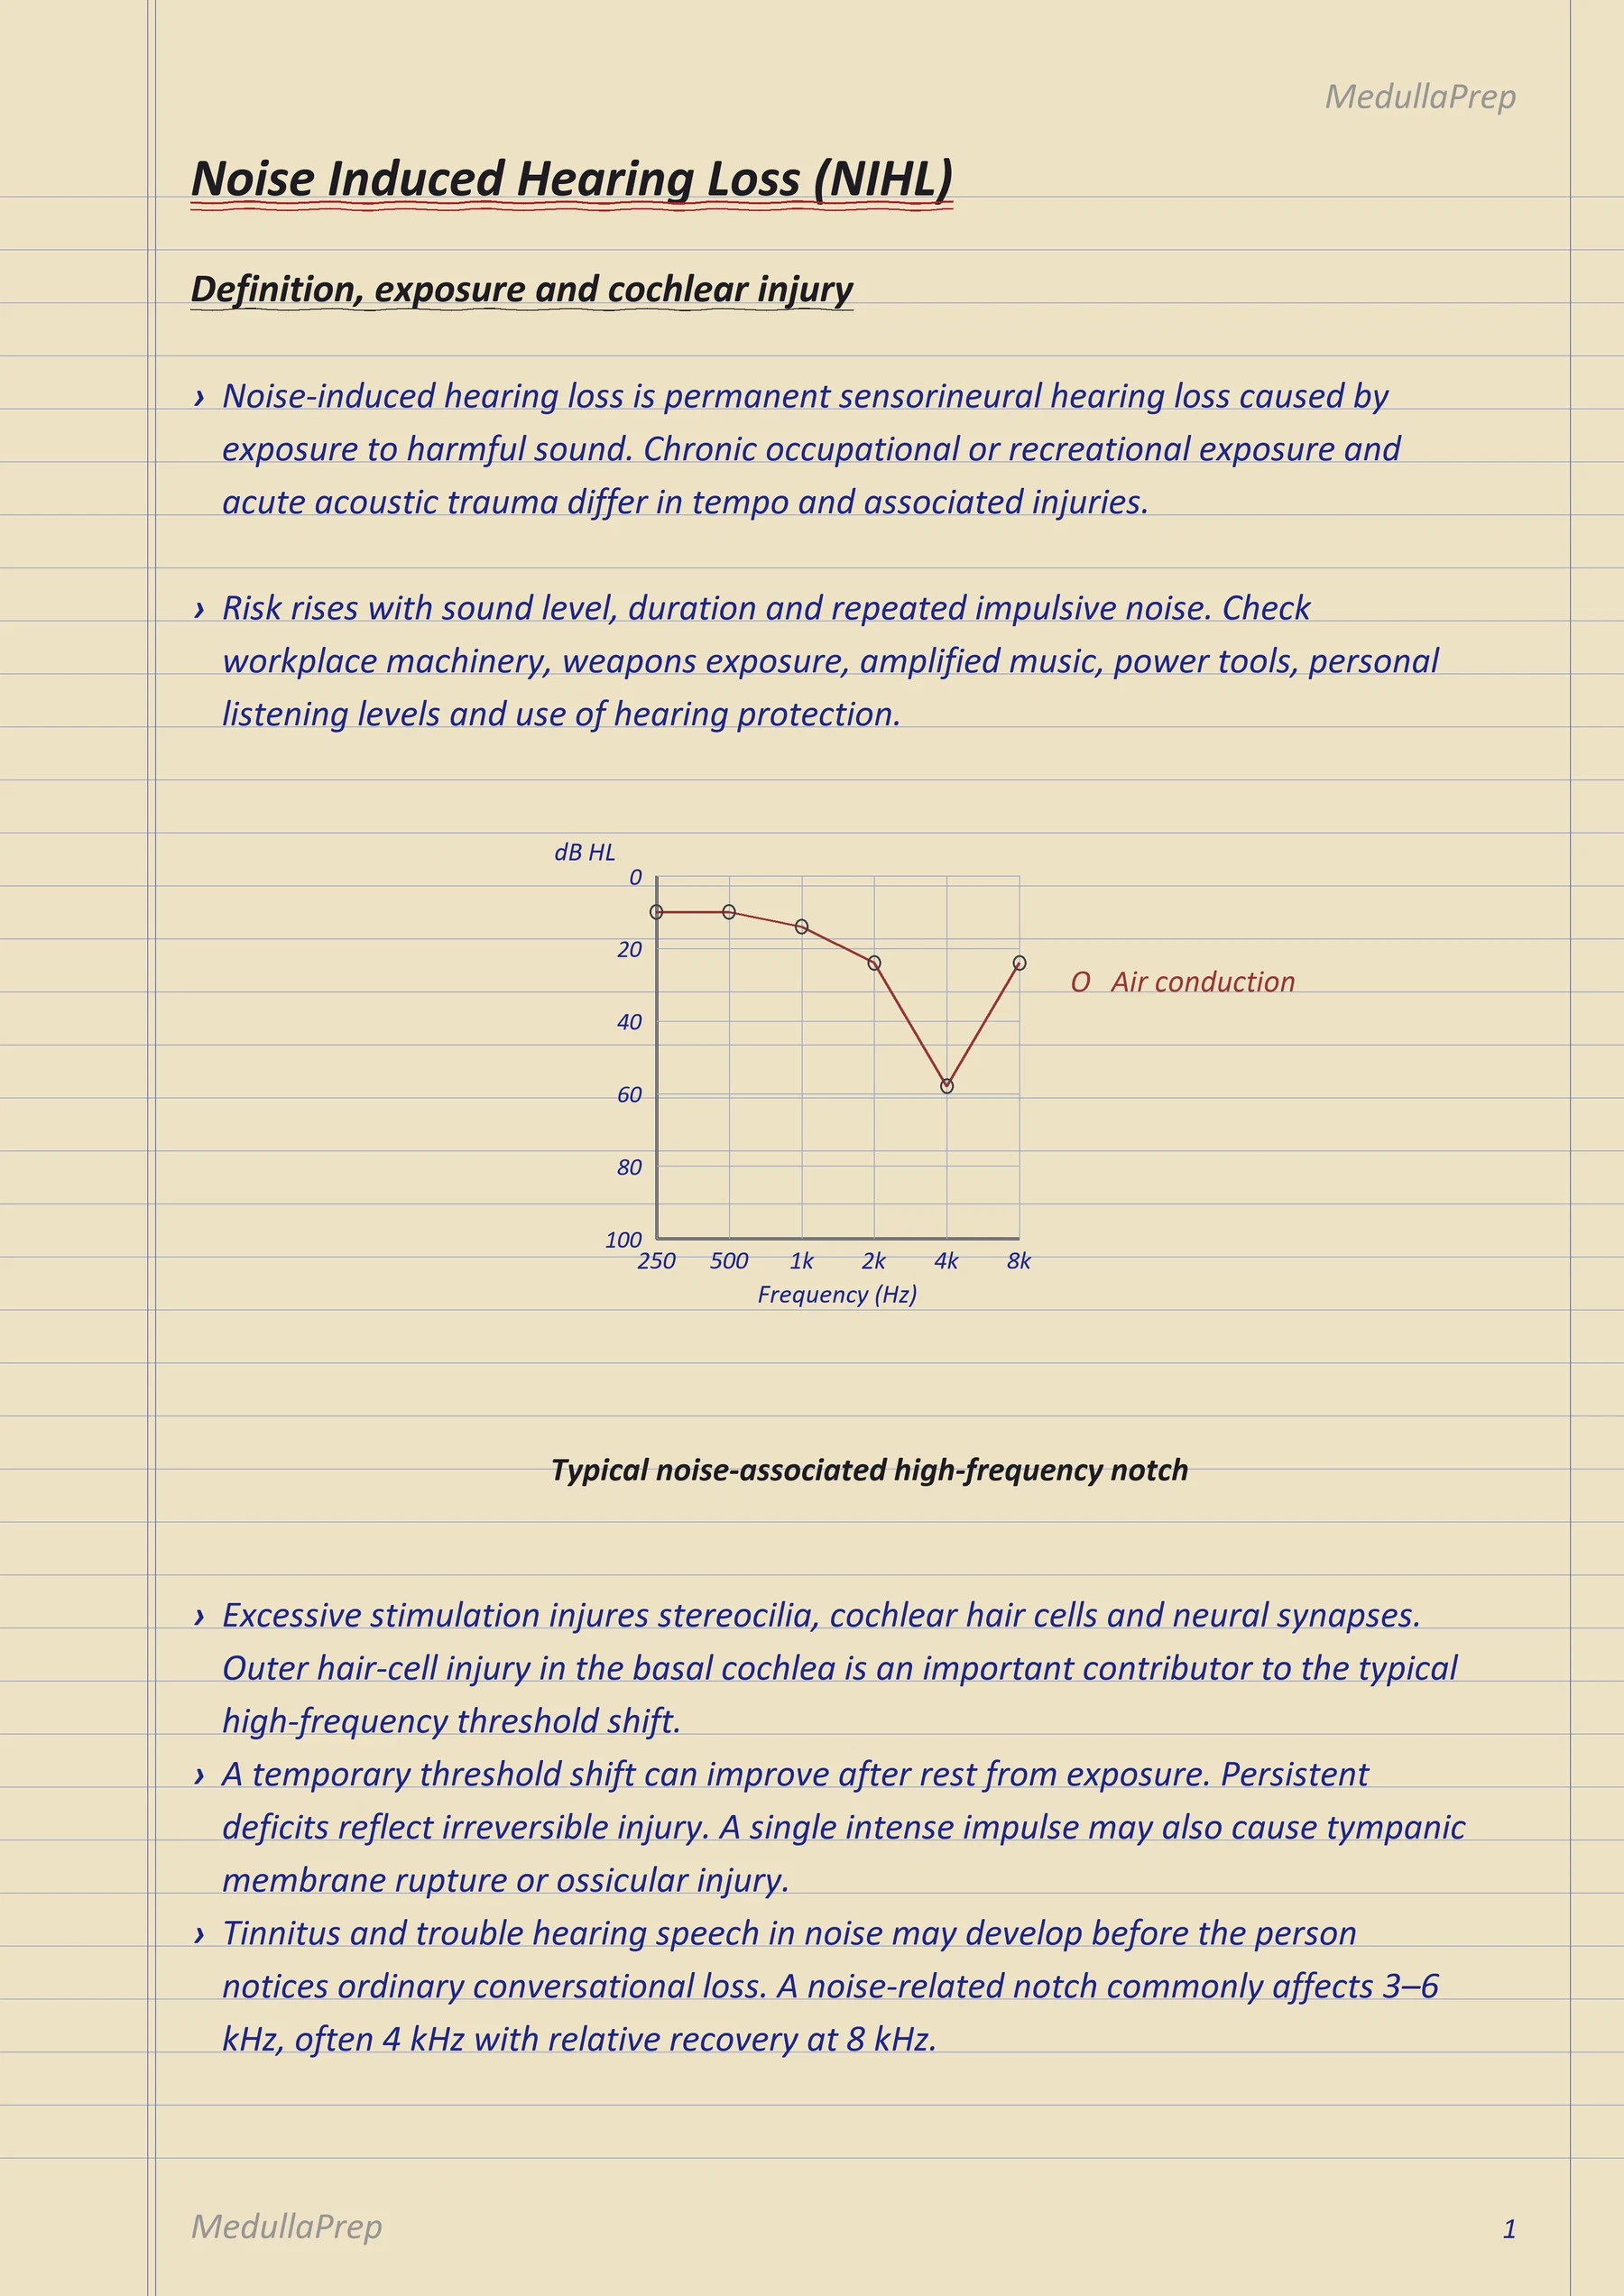 MedullaPrep
Noise Induced Hearing Loss (NIHL)
Definition, exposure and cochlear injury
› Noise-induced hearing loss is permanent sensorineural hearing loss caused by
exposure to harmful sound. Chronic occupational or recreational exposure and
acute acoustic trauma differ in tempo and associated injuries.
› Risk rises with sound level, duration and repeated impulsive noise. Check
workplace machinery, weapons exposure, amplified music, power tools, personal
listening levels and use of hearing protection.
dB HL
0
20
O Air conduction
40
60
80
100
250 500 1k 2k 4k 8k
Frequency (Hz)
Typical noise-associated high-frequency notch
› Excessive stimulation injures stereocilia, cochlear hair cells and neural synapses.
Outer hair-cell injury in the basal cochlea is an important contributor to the typical
high-frequency threshold shift.
› A temporary threshold shift can improve after rest from exposure. Persistent
deficits reflect irreversible injury. A single intense impulse may also cause tympanic
membrane rupture or ossicular injury.
› Tinnitus and trouble hearing speech in noise may develop before the person
notices ordinary conversational loss. A noise-related notch commonly affects 3–6
kHz, often 4 kHz with relative recovery at 8 kHz.
MedullaPrep
1